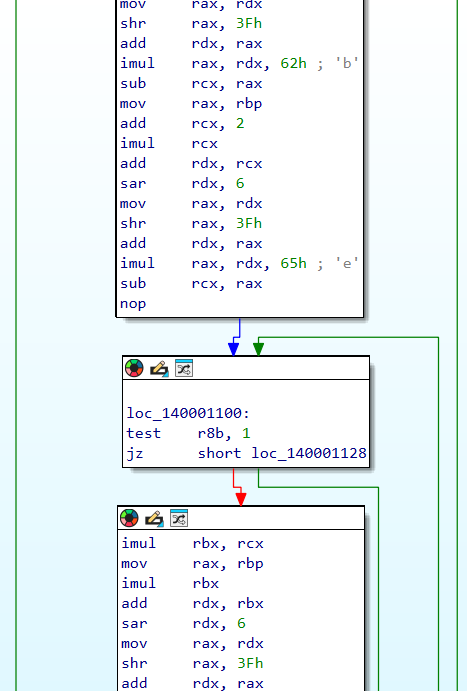 mov rax, rdx
shr rax, 3Fh
add rdx, rax
imul rax, rdx, 62h ; 'b'
sub rcx, rax
mov rax, rbp
add rcx, 2
imul rcx
add rdx, rcx
sar rdx, 6
mov rax, rdx
shr rax, 3Fh
add rdx, rax
imul rax, rdx, 65h ; 'e'
sub rcx, rax
nop
loc_140001100:
test r8b, 1
jz short loc_140001128
imul rbx, rcx
mov rax, rbp
imul rbx
add rdx, rbx
sar rdx, 6
mov rax, rdx
shr rax, 3Fh
add rdx, rax